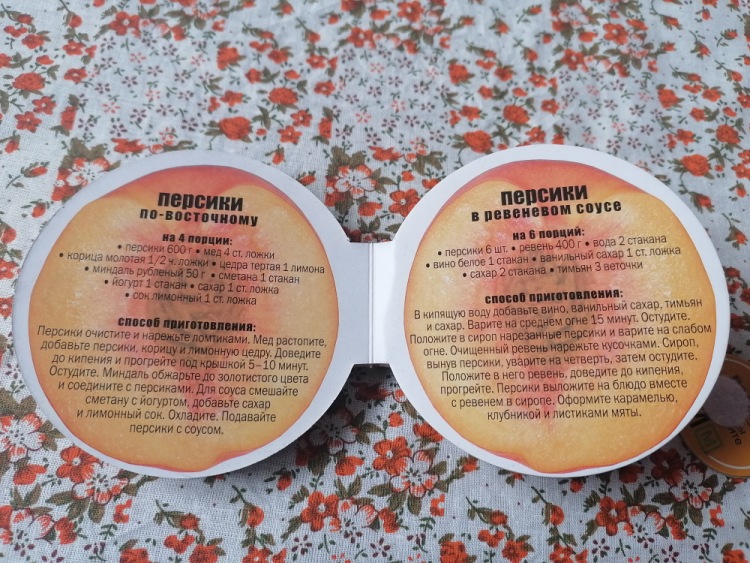 персики
по-восточному
на 4 порции:
• персики 600 г • мед 4 ст. ложки
• корица молотая 1/2 ч. ложки • цедра тертая 1 лимона
• миндаль рубленый 50 г • сметана 1 стакан
• йогурт 1 стакан • сахар 1 ст. ложка
• сок лимонный 1 ст. ложка
способ приготовления:
Персики очистите и нарежьте ломтиками. Мед растопите,
добавьте персики, корицу и лимонную цедру. Доведите
до кипения и прогрейте под крышкой 5–10 минут.
Остудите. Миндаль обжарьте до золотистого цвета
и соедините с персиками. Для соуса смешайте
сметану с йогуртом, добавьте сахар
и лимонный сок. Охладите. Подавайте
персики с соусом.
персики
в ревеневом соусе
на 6 порций:
• персики 6 шт. • ревень 400 г • вода 2 стакана
• вино белое 1 стакан • ванильный сахар 1 ст. ложка
• сахар 2 стакана • тимьян 3 веточки
способ приготовления:
В кипящую воду добавьте вино, ванильный сахар, тимьян
и сахар. Варите на среднем огне 15 минут. Остудите.
Положите в сироп нарезанные персики и варите на слабом
огне. Очищенный ревень нарежьте кусочками. Сироп,
вынув персики, уварите на четверть, затем остудите.
Положите в него ревень, доведите до кипения,
прогрейте. Персики выложите на блюдо вместе
с ревенем в сиропе. Оформите карамелью,
клубникой и листиками мяты.